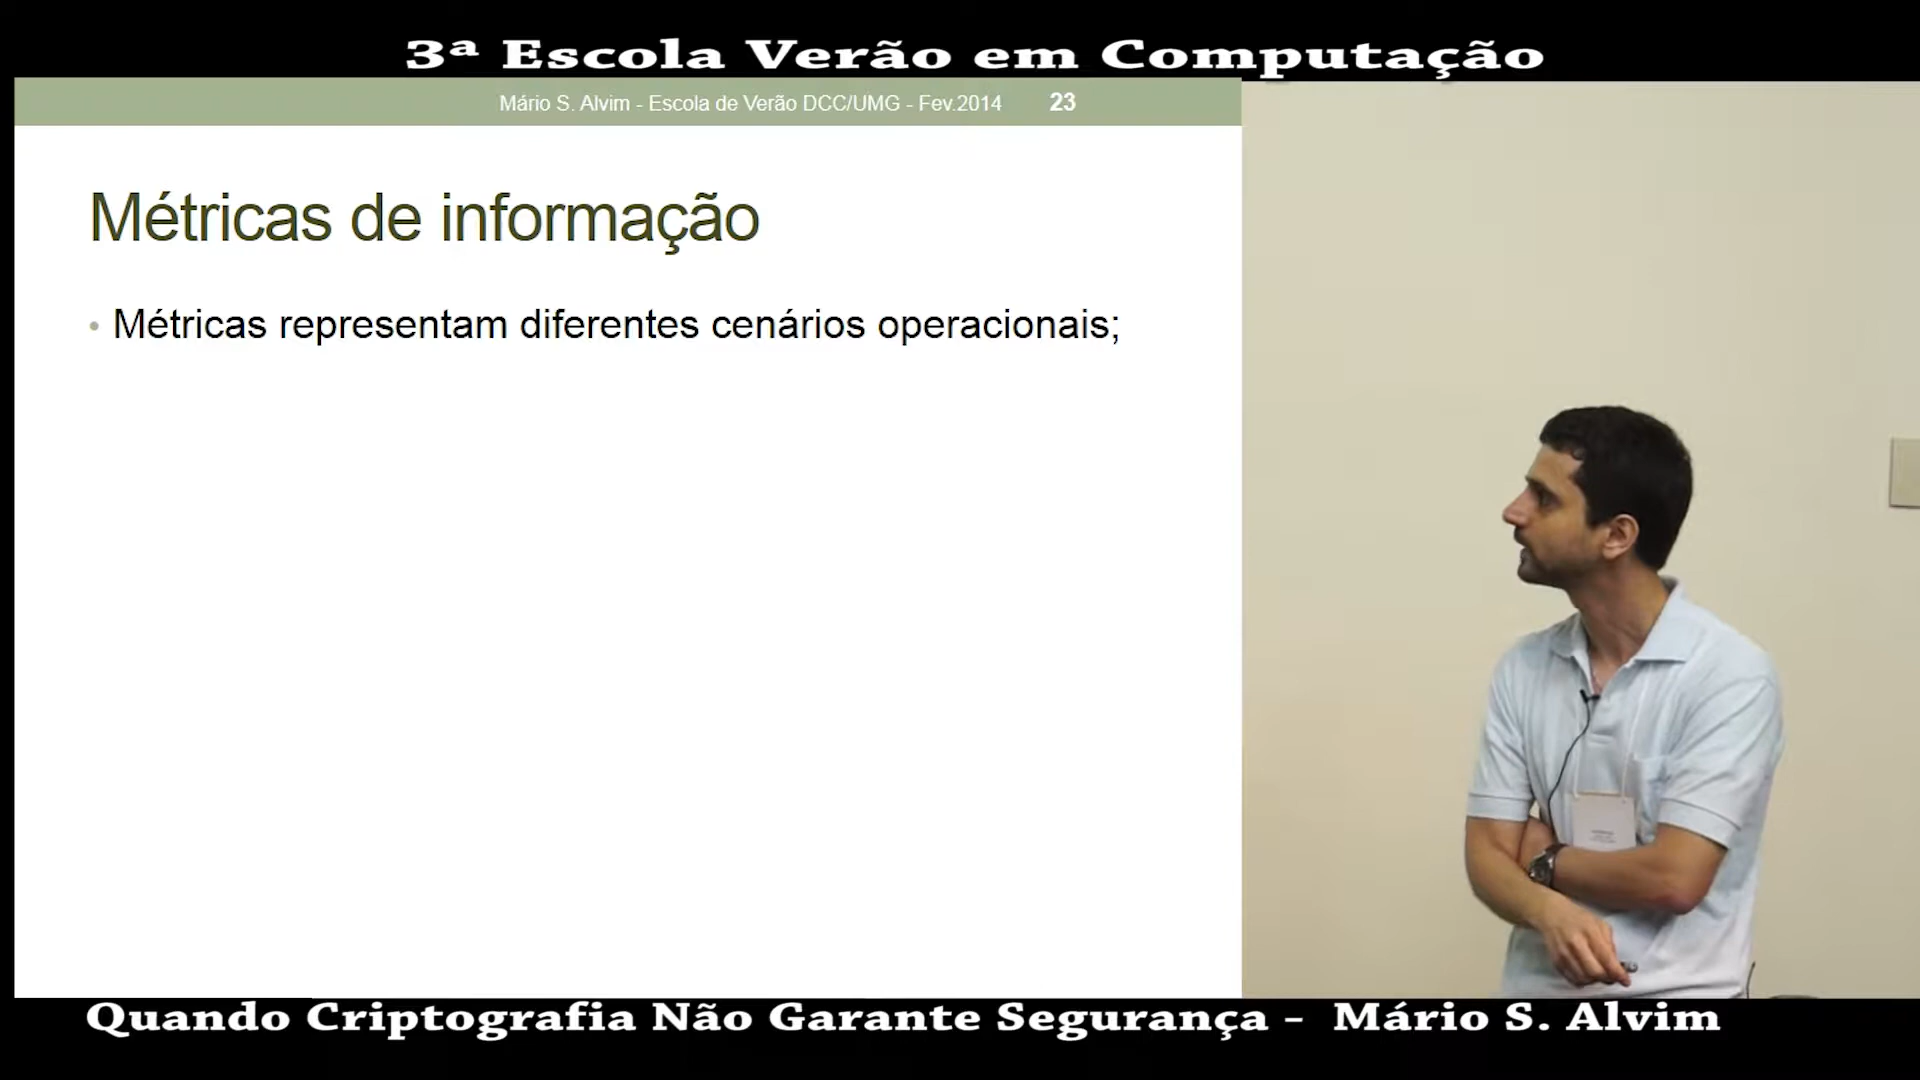 3ª Escola Verão em Computação
Mário S. Alvim - Escola de Verão DCC/UMG - Fev.2014 23
Métricas de informação
• Métricas representam diferentes cenários operacionais;
Quando Criptografia Não Garante Segurança - Mário S. Alvim